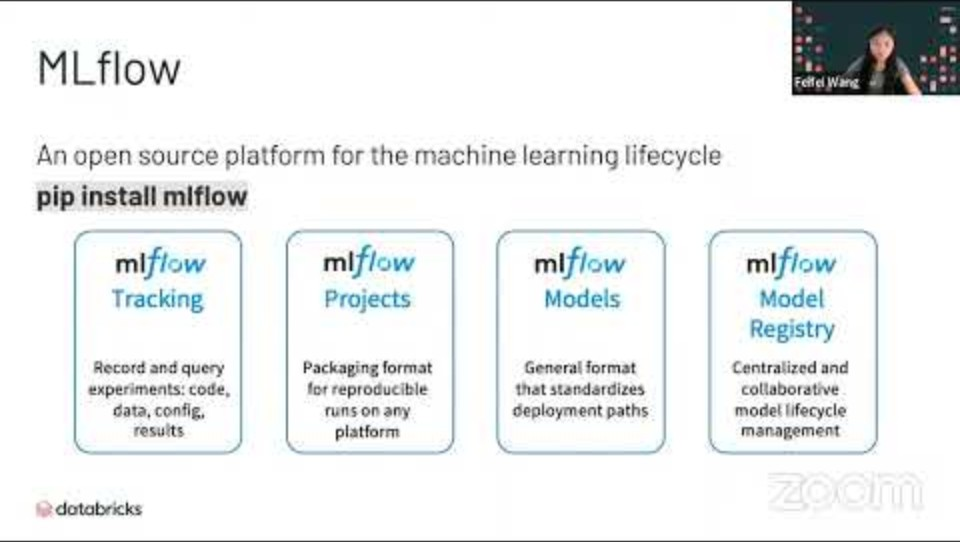 MLflow
Feifei Wang
An open source platform for the machine learning lifecycle
pip install mlflow
mlflow
Tracking
Record and query
experiments: code,
data, config,
results
mlflow
Projects
Packaging format
for reproducible
runs on any
platform
mlflow
Models
General format
that standardizes
deployment paths
mlflow
Model
Registry
Centralized and
collaborative
model lifecycle
management
databricks
zoom